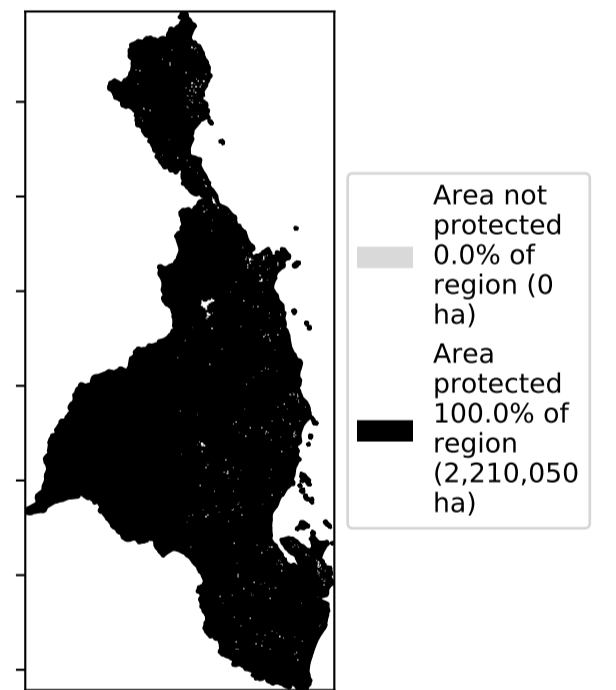 Area not
protected
0.0% of
region (0
ha)
Area
protected
100.0% of
region
(2,210,050
ha)